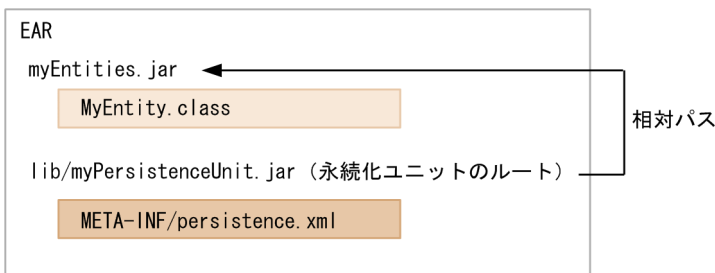 EAR
myEntities.jar
MyEntity.class
相対パス
lib/myPersistenceUnit.jar（永続化ユニットのルート）
META-INF/persistence.xml